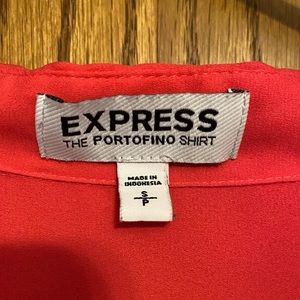 EXPRESS
THE PORTOFINO SHIRT
MADE IN
INDONESIA
S
P